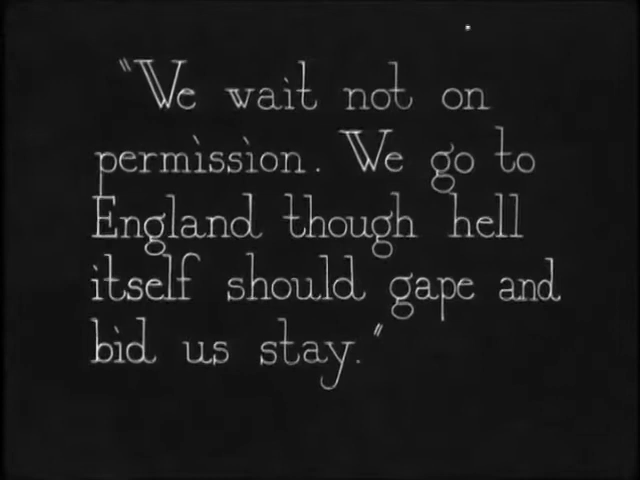 "We wait not on
permission. We go to
England though hell
itself should gape and
bid us stay."